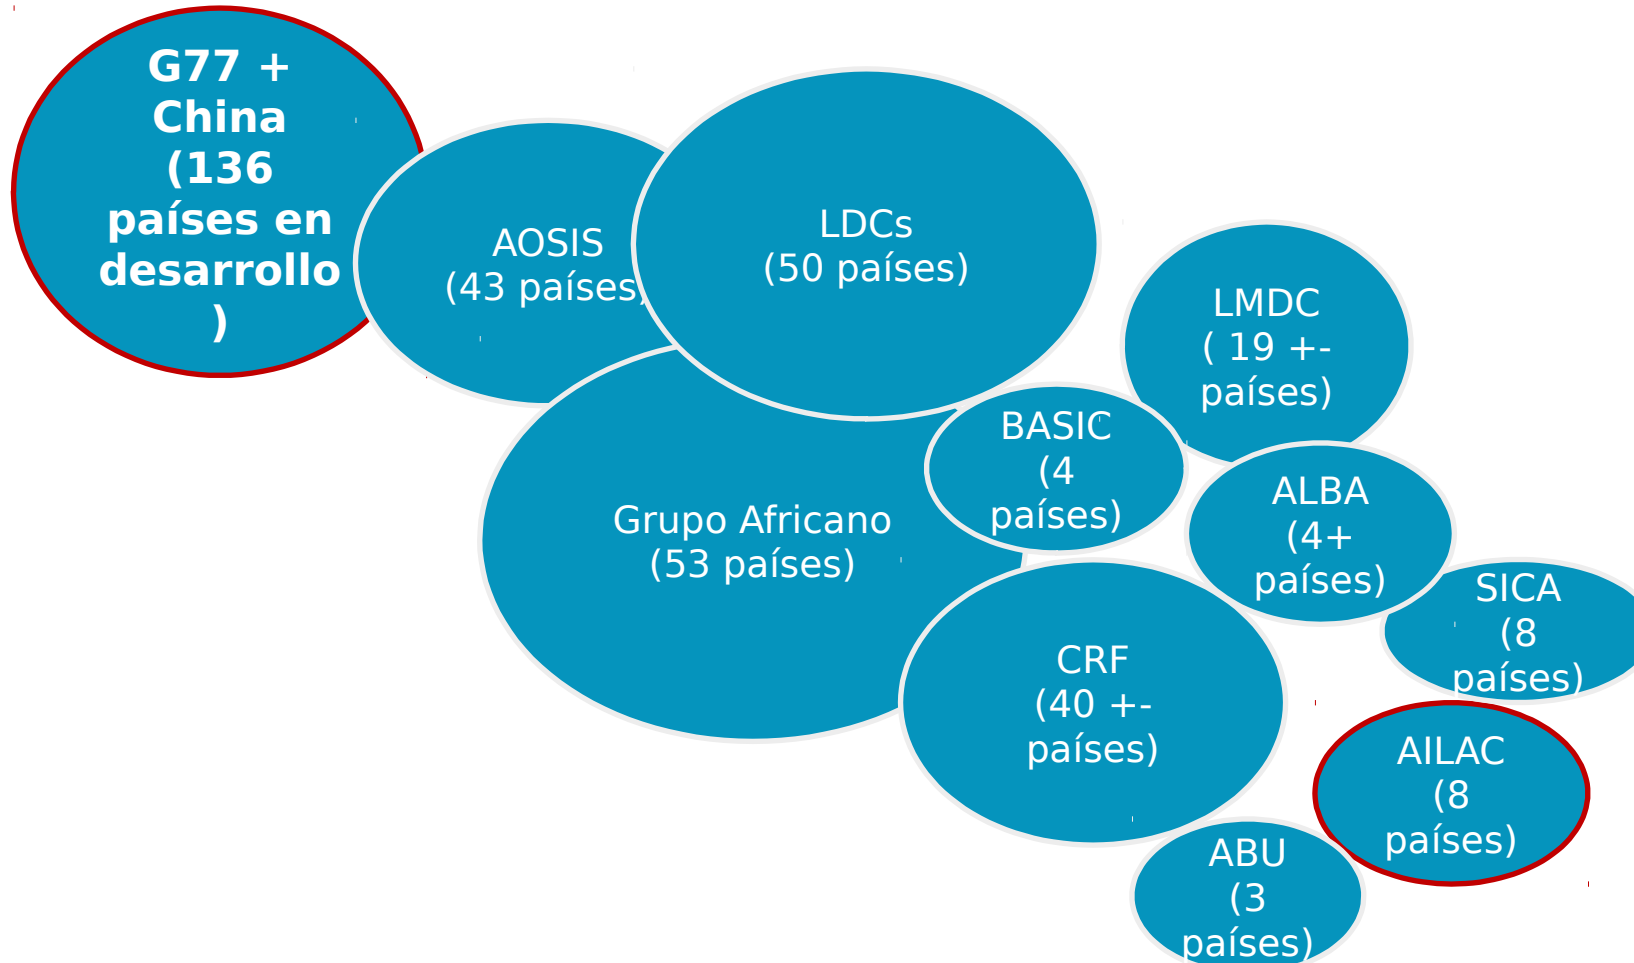 G77 +
China
(136
países en
desarrollo
)
AOSIS
(43 países)
LDCs
(50 países)
LMDC
( 19 +-
países)
BASIC
(4
países)
ALBA
(4+
países)
Grupo Africano
(53 países)
SICA
(8
países)
CRF
(40 +-
países)
AILAC
(8
países)
ABU
(3
países)